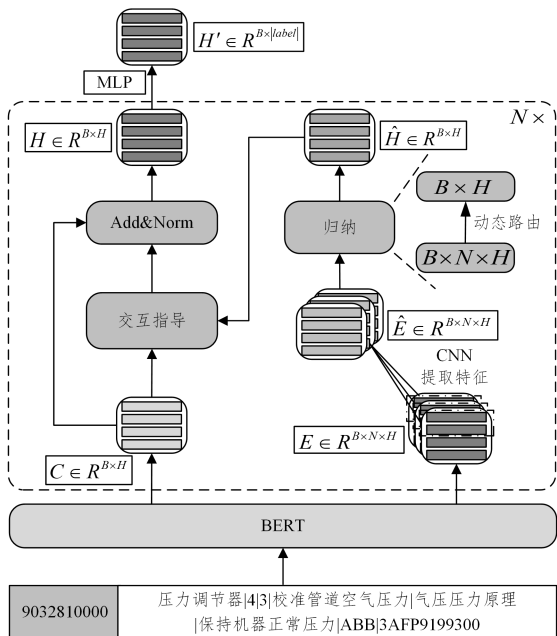 H′ ∈ R^{B×|label|}
MLP
N×
H ∈ R^{B×H}
Ĥ ∈ R^{B×H}
B × H
Add&Norm
归纳
动态路由
B×N×H
交互指导
Ê ∈ R^{B×N×H}
CNN
提取特征
E ∈ R^{B×N×H}
C ∈ R^{B×H}
BERT
9032810000
压力调节器|4|3|校准管道空气压力|气压压力原理
|保持机器正常压力|ABB|3AFP9199300